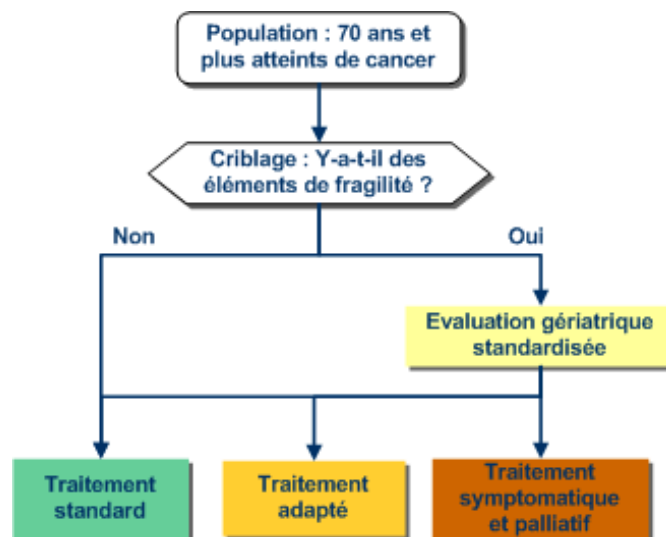 Population : 70 ans et
plus atteints de cancer
Criblage : Y-a-t-il des
éléments de fragilité ?
Non
Oui
Evaluation gériatrique
standardisée
Traitement
standard
Traitement
adapté
Traitement
symptomatique
et palliatif